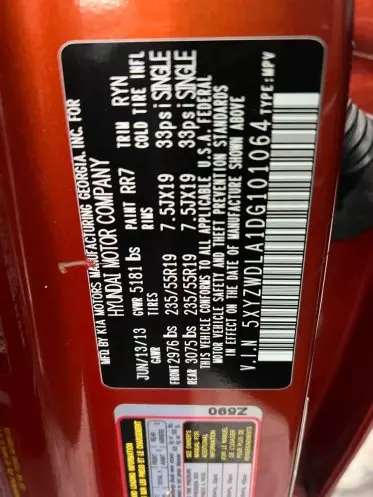 MFD BY KIA MOTORS MANUFACTURING GEORGIA, INC. FOR
HYUNDAI MOTOR COMPANY
PAINT RR7 TRIM RYN
JUN/13/13 GVWR 5181 lbs
GAWR TIRES RIMS COLD TIRE INFL
FRONT 2976 lbs 235/55R19 7.5JX19 33psi SINGLE
REAR 3075 lbs 235/55R19 7.5JX19 33psi SINGLE
THIS VEHICLE CONFORMS TO ALL APPLICABLE U.S.A. FEDERAL
MOTOR VEHICLE SAFETY AND THEFT PREVENTION STANDARDS
IN EFFECT ON THE DATE OF MANUFACTURE SHOWN ABOVE.
V.I.N 5XYZWDLA1DG101064 TYPE:MPV
Z590